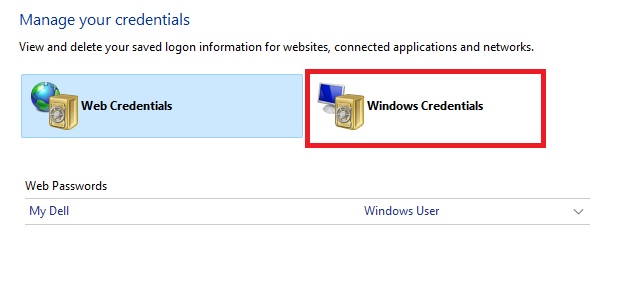 Manage your credentials
View and delete your saved logon information for websites, connected applications and networks.
Web Credentials
Windows Credentials
Web Passwords
My Dell
Windows User